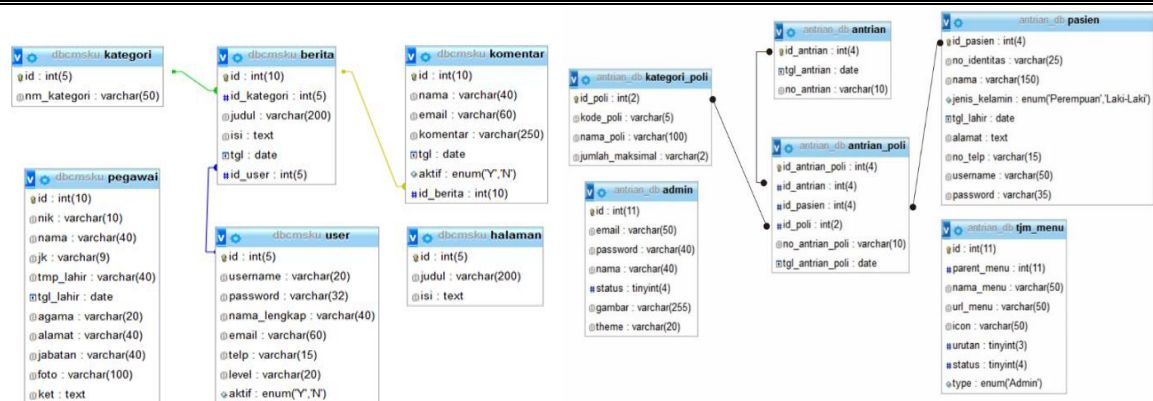 dbcmsku kategori
id : int(5)
nm_kategori : varchar(50)
dbcmsku berita
id : int(10)
id_kategori : int(5)
judul : varchar(200)
isi : text
tgl : date
id_user : int(5)
dbcmsku komentar
id : int(10)
nama : varchar(40)
email : varchar(60)
komentar : varchar(250)
tgl : date
aktif : enum('Y','N')
id_berita : int(10)
dbcmsku pegawai
id : int(10)
nik : varchar(10)
nama : varchar(40)
jk : varchar(9)
tmp_lahir : varchar(40)
tgl_lahir : date
agama : varchar(20)
alamat : varchar(40)
jabatan : varchar(40)
foto : varchar(100)
ket : text
dbcmsku user
id : int(5)
username : varchar(20)
password : varchar(32)
nama_lengkap : varchar(40)
email : varchar(60)
telp : varchar(15)
level : varchar(20)
aktif : enum('Y','N')
dbcmsku halaman
id : int(5)
judul : varchar(200)
isi : text
antrian_db kategori_poli
id_poli : int(2)
kode_poli : varchar(5)
nama_poli : varchar(100)
jumlah_maksimal : varchar(2)
antrian_db admin
id : int(11)
email : varchar(50)
password : varchar(40)
nama : varchar(40)
status : tinyint(4)
gambar : varchar(255)
theme : varchar(20)
antrian_db antrian
id_antrian : int(4)
tgl_antrian : date
no_antrian : varchar(10)
antrian_db antrian_poli
id_antrian_poli : int(4)
id_antrian : int(4)
id_pasien : int(4)
id_poli : int(2)
no_antrian_poli : varchar(10)
tgl_antrian_poli : date
antrian_db pasien
id_pasien : int(4)
no_identitas : varchar(25)
nama : varchar(150)
jenis_kelamin : enum('Perempuan','Laki-Laki')
tgl_lahir : date
alamat : text
no_telp : varchar(15)
username : varchar(50)
password : varchar(35)
antrian_db tjm_menu
id : int(11)
parent_menu : int(11)
nama_menu : varchar(50)
url_menu : varchar(50)
icon : varchar(50)
urutan : tinyint(3)
status : tinyint(4)
type : enum('Admin')